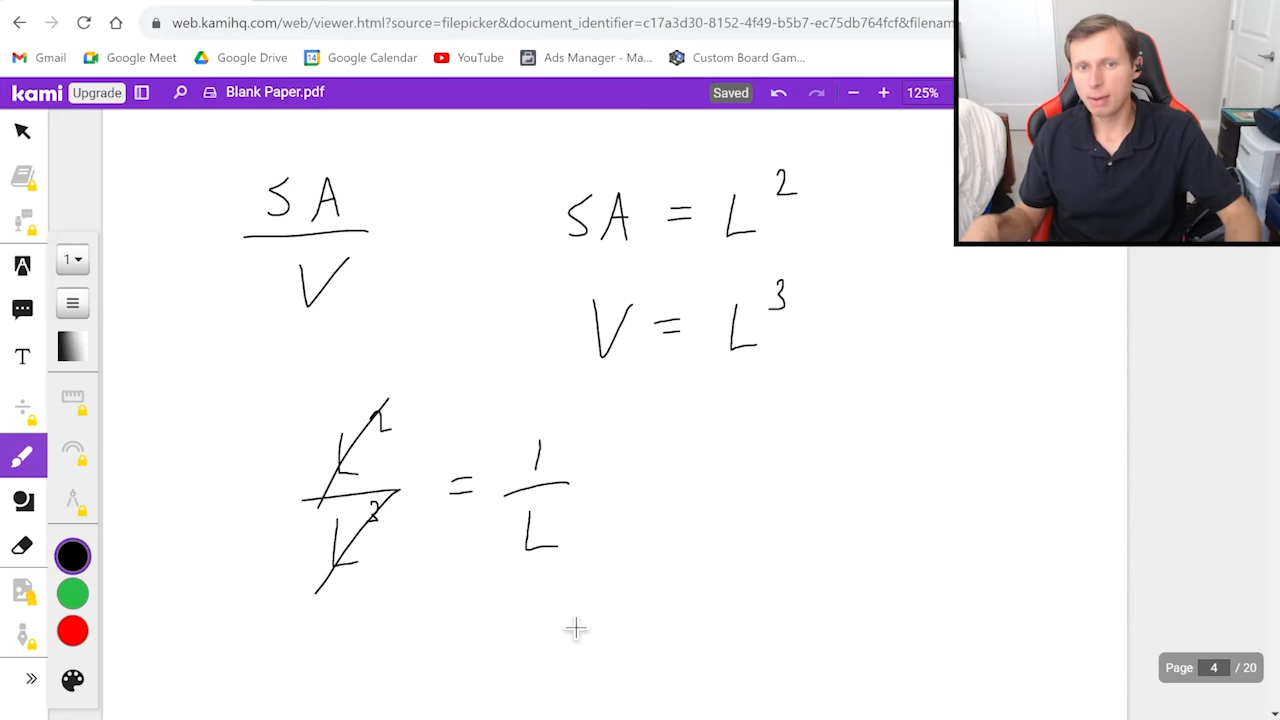 web.kamihq.com/web/viewer.html?source=filepicker&document_identifier=c17a3d30-8152-4f49-b5b7-ec75db764fcf&filenam
Gmail Google Meet Google Drive 14 Google Calendar YouTube Ads Manager - Ma... Custom Board Gam...
kami Upgrade Blank Paper.pdf Saved 125%
SA
V
SA = L²
V = L³
1
A
T
L²
L³
= 1
L
Page 4 / 20